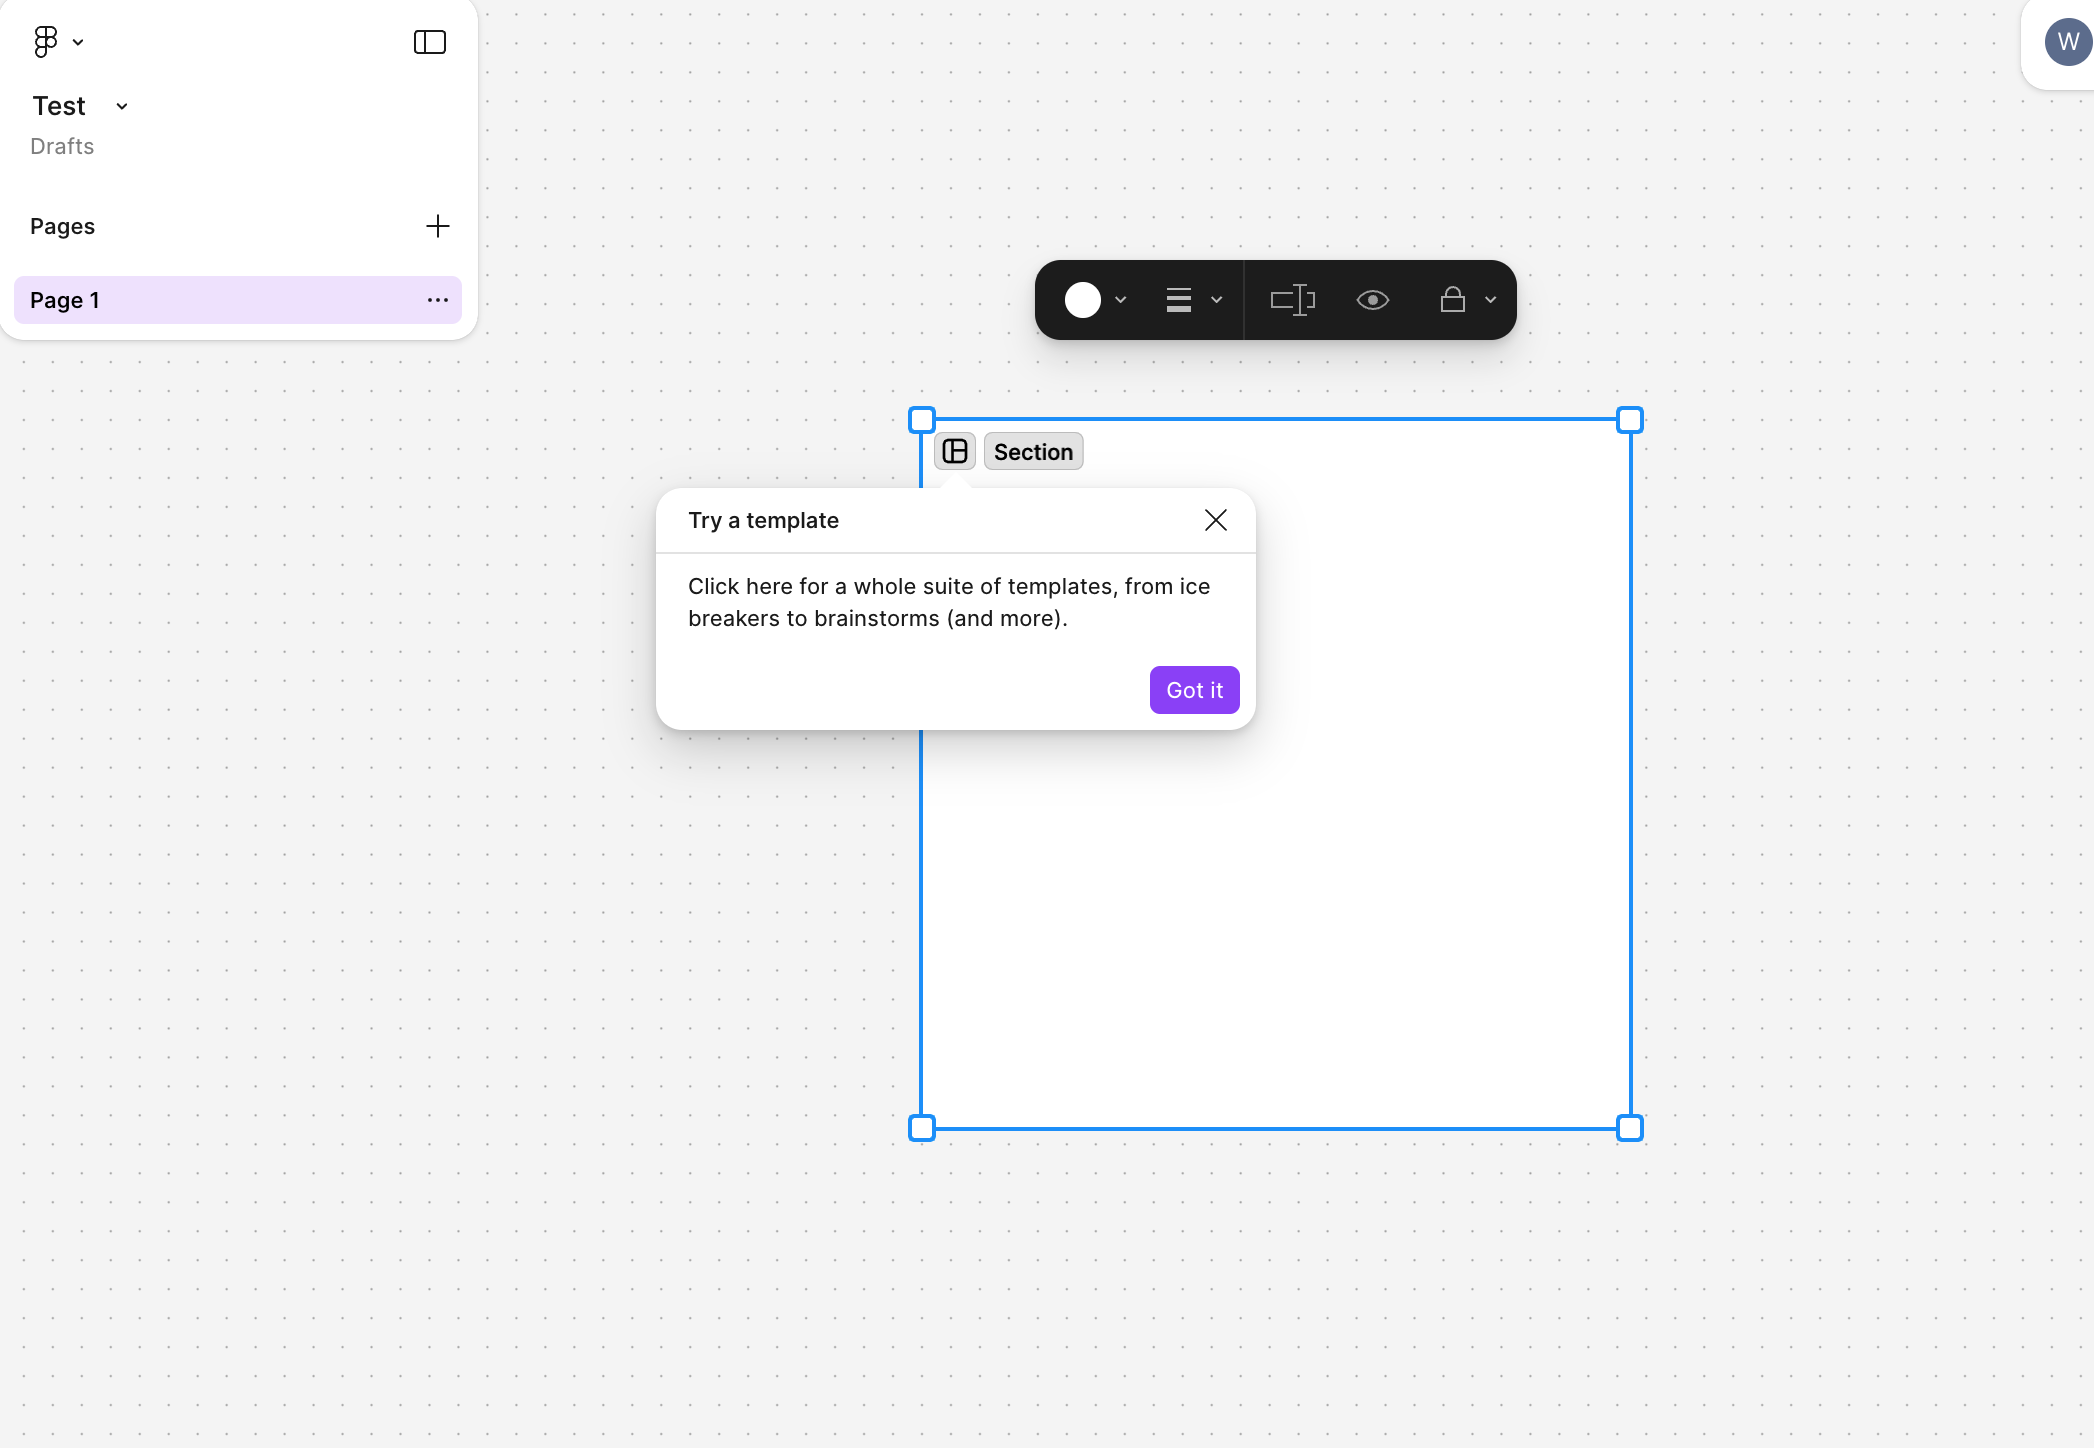 Test
Drafts
Pages
Page 1
W
Section
Try a template
Click here for a whole suite of templates, from ice
breakers to brainstorms (and more).
Got it